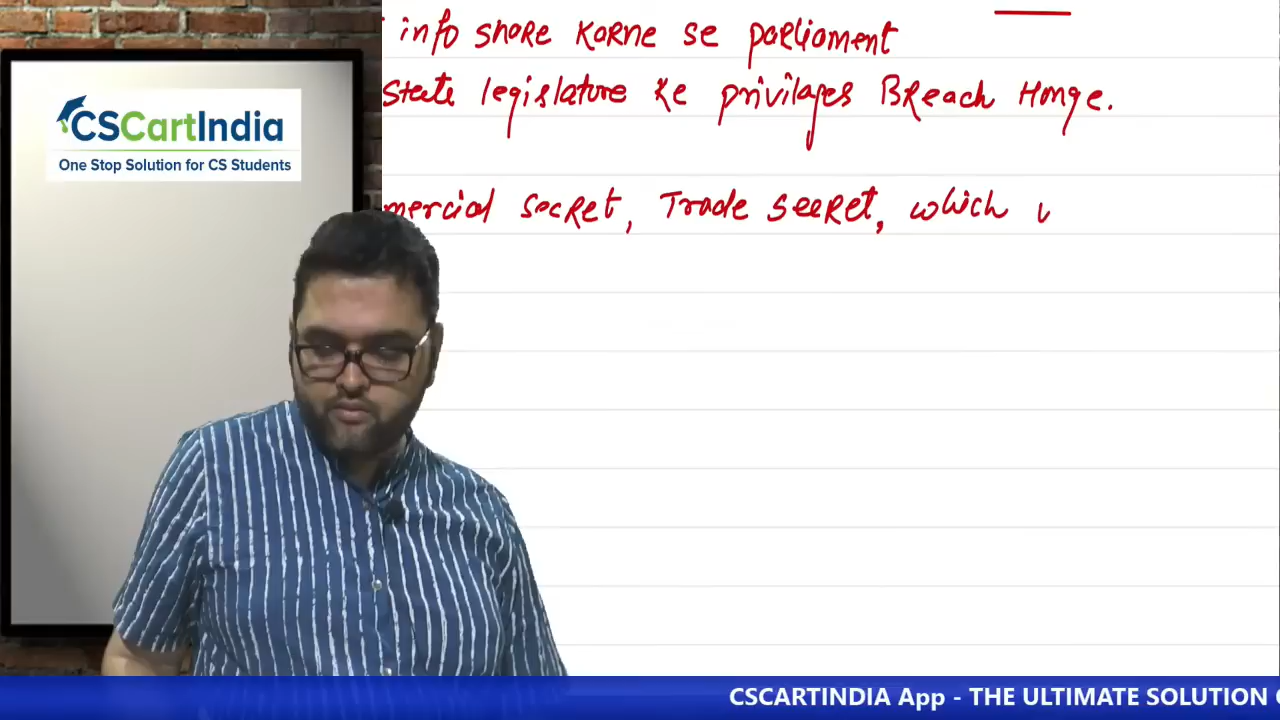 info share karne se parliament
State legislature ke privilages Breach Honge.
mercial secret, Trade secret, which
CSCartIndia
One Stop Solution for CS Students
CSCARTINDIA App - THE ULTIMATE SOLUTION